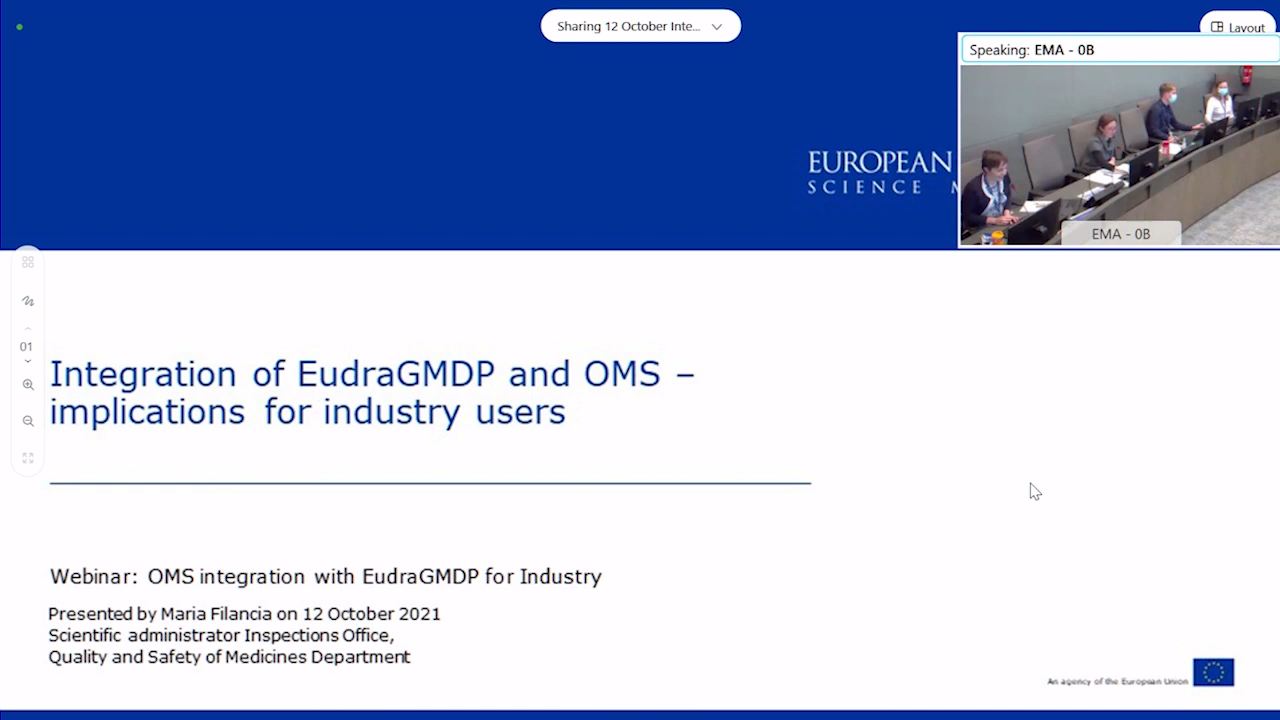 Sharing 12 October Inte...
Layout
Speaking: EMA - 0B
EUROPEAN
SCIENCE
EMA - 0B
01
Integration of EudraGMDP and OMS –
implications for industry users
Webinar: OMS integration with EudraGMDP for Industry
Presented by Maria Filancia on 12 October 2021
Scientific administrator Inspections Office,
Quality and Safety of Medicines Department
An agency of the European Union